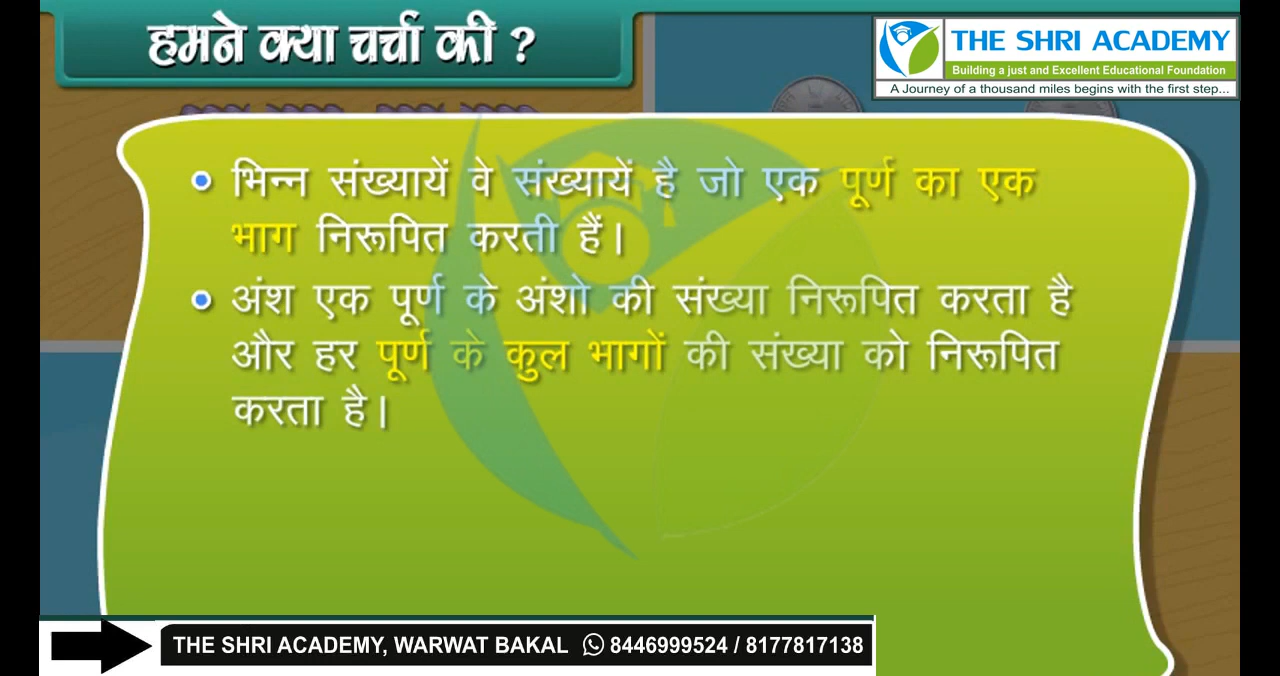 हमने क्या चर्चा की ?
THE SHRI ACADEMY
Building a just and Excellent Educational Foundation
A Journey of a thousand miles begins with the first step...
• भिन्न संख्यायें वे संख्यायें है जो एक पूर्ण का एक
भाग निरूपित करती हैं।
• अंश एक पूर्ण के अंशो की संख्या निरूपित करता है
और हर पूर्ण के कुल भागों की संख्या को निरूपित
करता है।
THE SHRI ACADEMY, WARWAT BAKAL 8446999524 / 8177817138